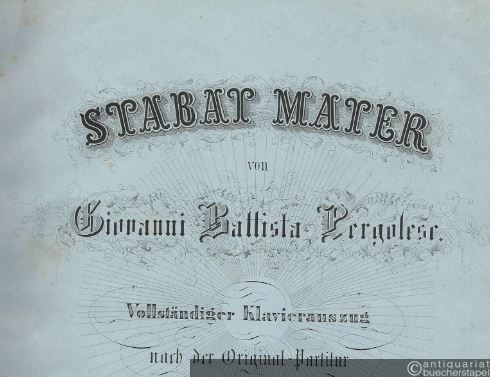 STABAT MATER
von
Giovanni Battista Pergolese.
Vollständiger Klavierauszug
nach der Original-Partitur
©antiquariat
buecherstapel